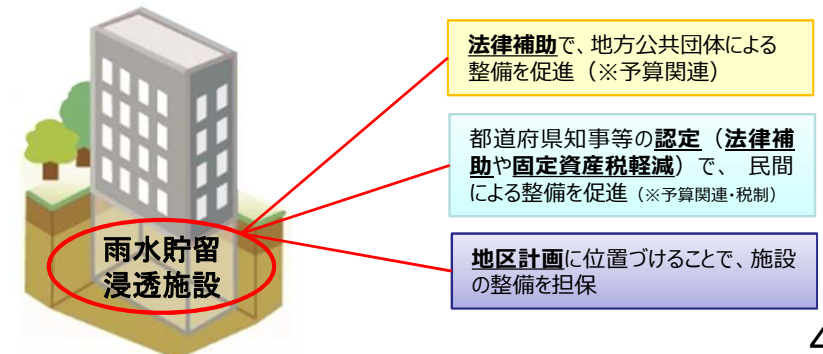 法律補助で、地方公共団体による
整備を促進（※予算関連）
都道府県知事等の認定（法律補
助や固定資産税軽減）で、 民間
による整備を促進（※予算関連・税制）
雨水貯留
浸透施設
地区計画に位置づけることで、施設
の整備を担保